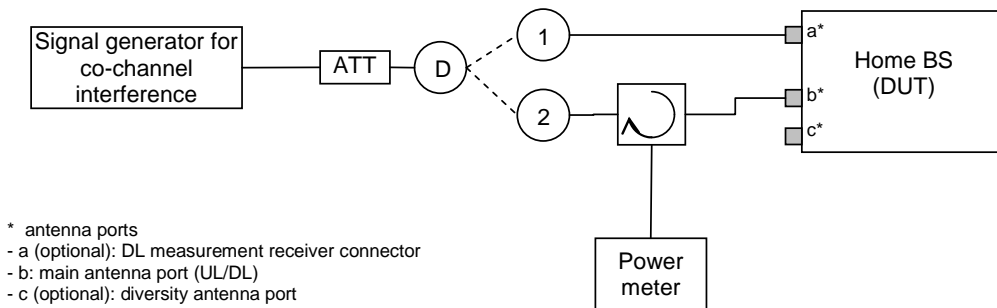 Signal generator for
co-channel
interference
ATT
D
1
2
a*
b*
c*
Home BS
(DUT)
Power
meter
* antenna ports
- a (optional): DL measurement receiver connector
- b: main antenna port (UL/DL)
- c (optional): diversity antenna port